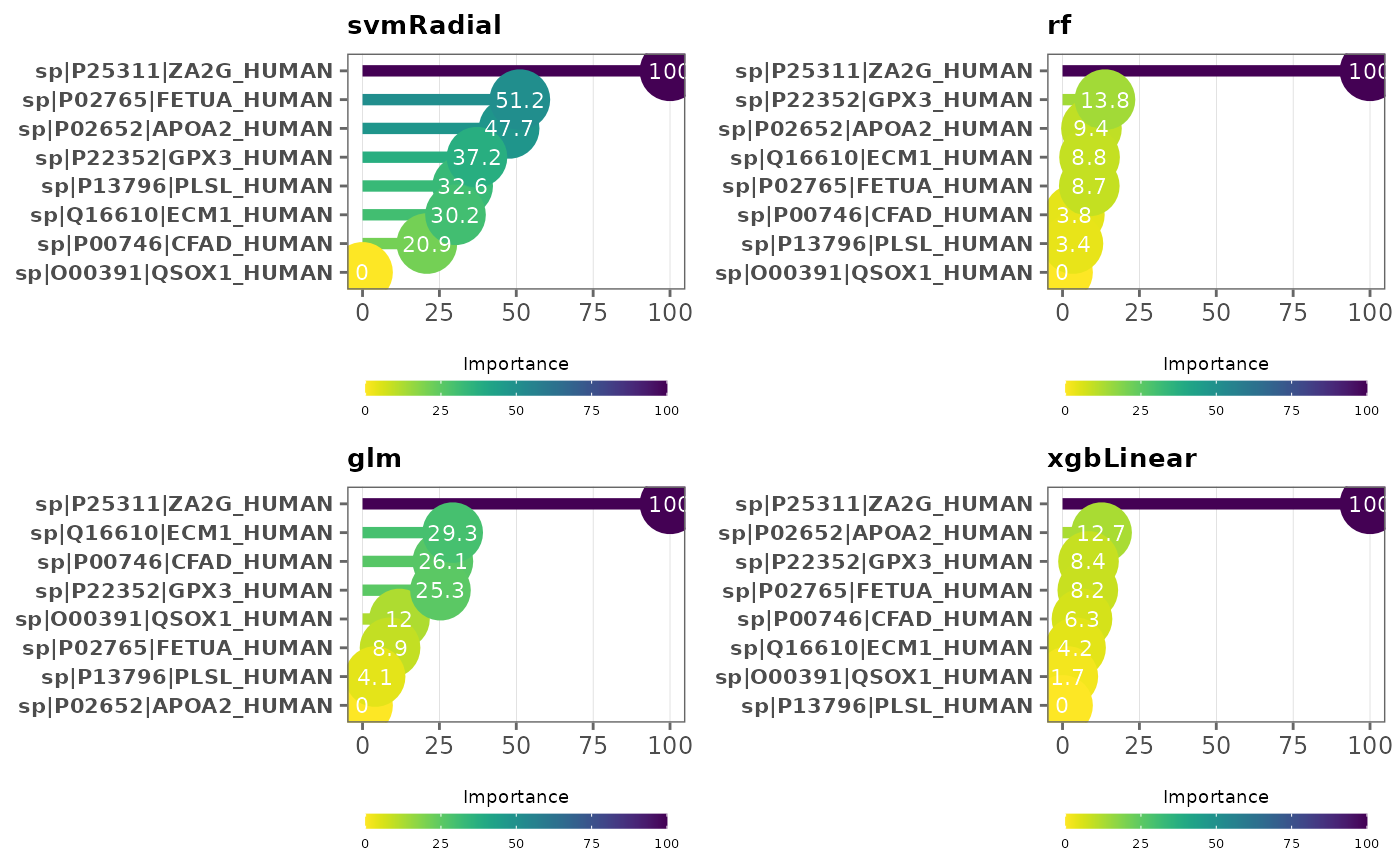 svmRadial
sp|P25311|ZA2G_HUMAN 100
sp|P02765|FETUA_HUMAN 51.2
sp|P02652|APOA2_HUMAN 47.7
sp|P22352|GPX3_HUMAN 37.2
sp|P13796|PLSL_HUMAN 32.6
sp|Q16610|ECM1_HUMAN 30.2
sp|P00746|CFAD_HUMAN 20.9
sp|O00391|QSOX1_HUMAN 0
0 25 50 75 100
Importance
0 25 50 75 100
rf
sp|P25311|ZA2G_HUMAN 100
sp|P22352|GPX3_HUMAN 13.8
sp|P02652|APOA2_HUMAN 9.4
sp|Q16610|ECM1_HUMAN 8.8
sp|P02765|FETUA_HUMAN 8.7
sp|P00746|CFAD_HUMAN 3.8
sp|P13796|PLSL_HUMAN 3.4
sp|O00391|QSOX1_HUMAN 0
0 25 50 75 100
Importance
0 25 50 75 100
glm
sp|P25311|ZA2G_HUMAN 100
sp|Q16610|ECM1_HUMAN 29.3
sp|P00746|CFAD_HUMAN 26.1
sp|P22352|GPX3_HUMAN 25.3
sp|O00391|QSOX1_HUMAN 12
sp|P02765|FETUA_HUMAN 8.9
sp|P13796|PLSL_HUMAN 4.1
sp|P02652|APOA2_HUMAN 0
0 25 50 75 100
Importance
0 25 50 75 100
xgbLinear
sp|P25311|ZA2G_HUMAN 100
sp|P02652|APOA2_HUMAN 12.7
sp|P22352|GPX3_HUMAN 8.4
sp|P02765|FETUA_HUMAN 8.2
sp|P00746|CFAD_HUMAN 6.3
sp|Q16610|ECM1_HUMAN 4.2
sp|O00391|QSOX1_HUMAN 1.7
sp|P13796|PLSL_HUMAN 0
0 25 50 75 100
Importance
0 25 50 75 100